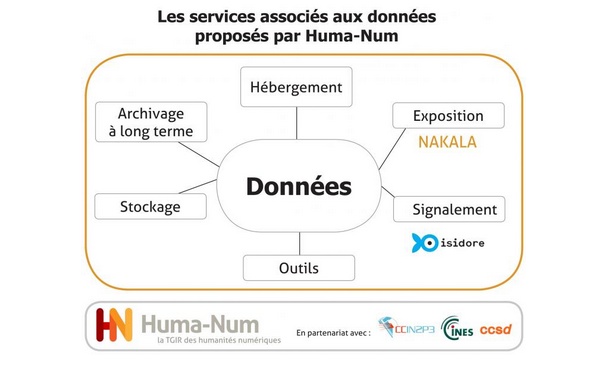 Les services associés aux données
proposés par Huma-Num
Hébergement
Archivage
à long terme
Exposition
NAKALA
Données
Stockage
Signalement
isidore
Outils
HN Huma-Num
la TGIR des humanités numériques
En partenariat avec :
CCIN2P3
CINES
ccsd